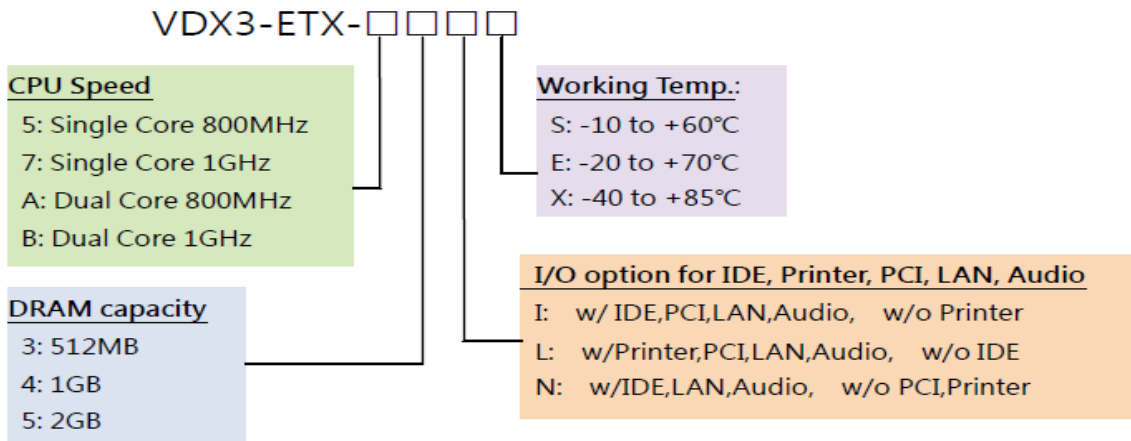 VDX3-ETX-□□□□
CPU Speed
5: Single Core 800MHz
7: Single Core 1GHz
A: Dual Core 800MHz
B: Dual Core 1GHz
DRAM capacity
3: 512MB
4: 1GB
5: 2GB
Working Temp.:
S: -10 to +60℃
E: -20 to +70℃
X: -40 to +85℃
I/O option for IDE, Printer, PCI, LAN, Audio
I: w/ IDE,PCI,LAN,Audio, w/o Printer
L: w/Printer,PCI,LAN,Audio, w/o IDE
N: w/IDE,LAN,Audio, w/o PCI,Printer